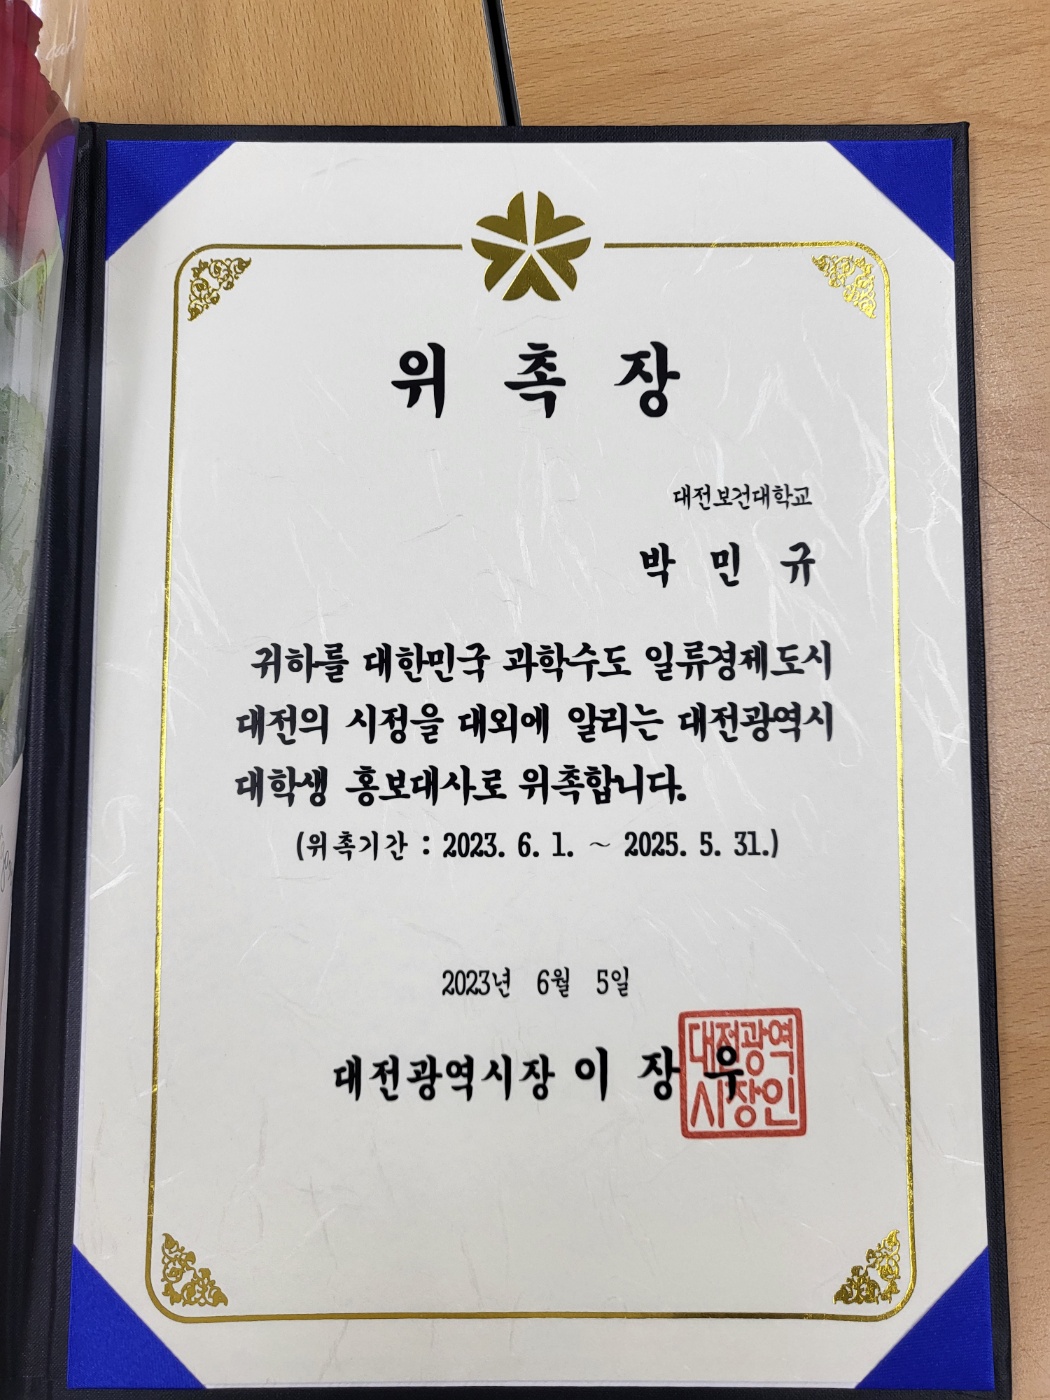 위 촉 장
대전보건대학교
박 민 규
귀하를 대한민국 과학수도 일류경제도시
대전의 시정을 대외에 알리는 대전광역시
대학생 홍보대사로 위촉합니다.
(위촉기간 : 2023. 6. 1. ~ 2025. 5. 31.)
2023년 6월 5일
대전광역시장 이 장 우
대전광역
시장인